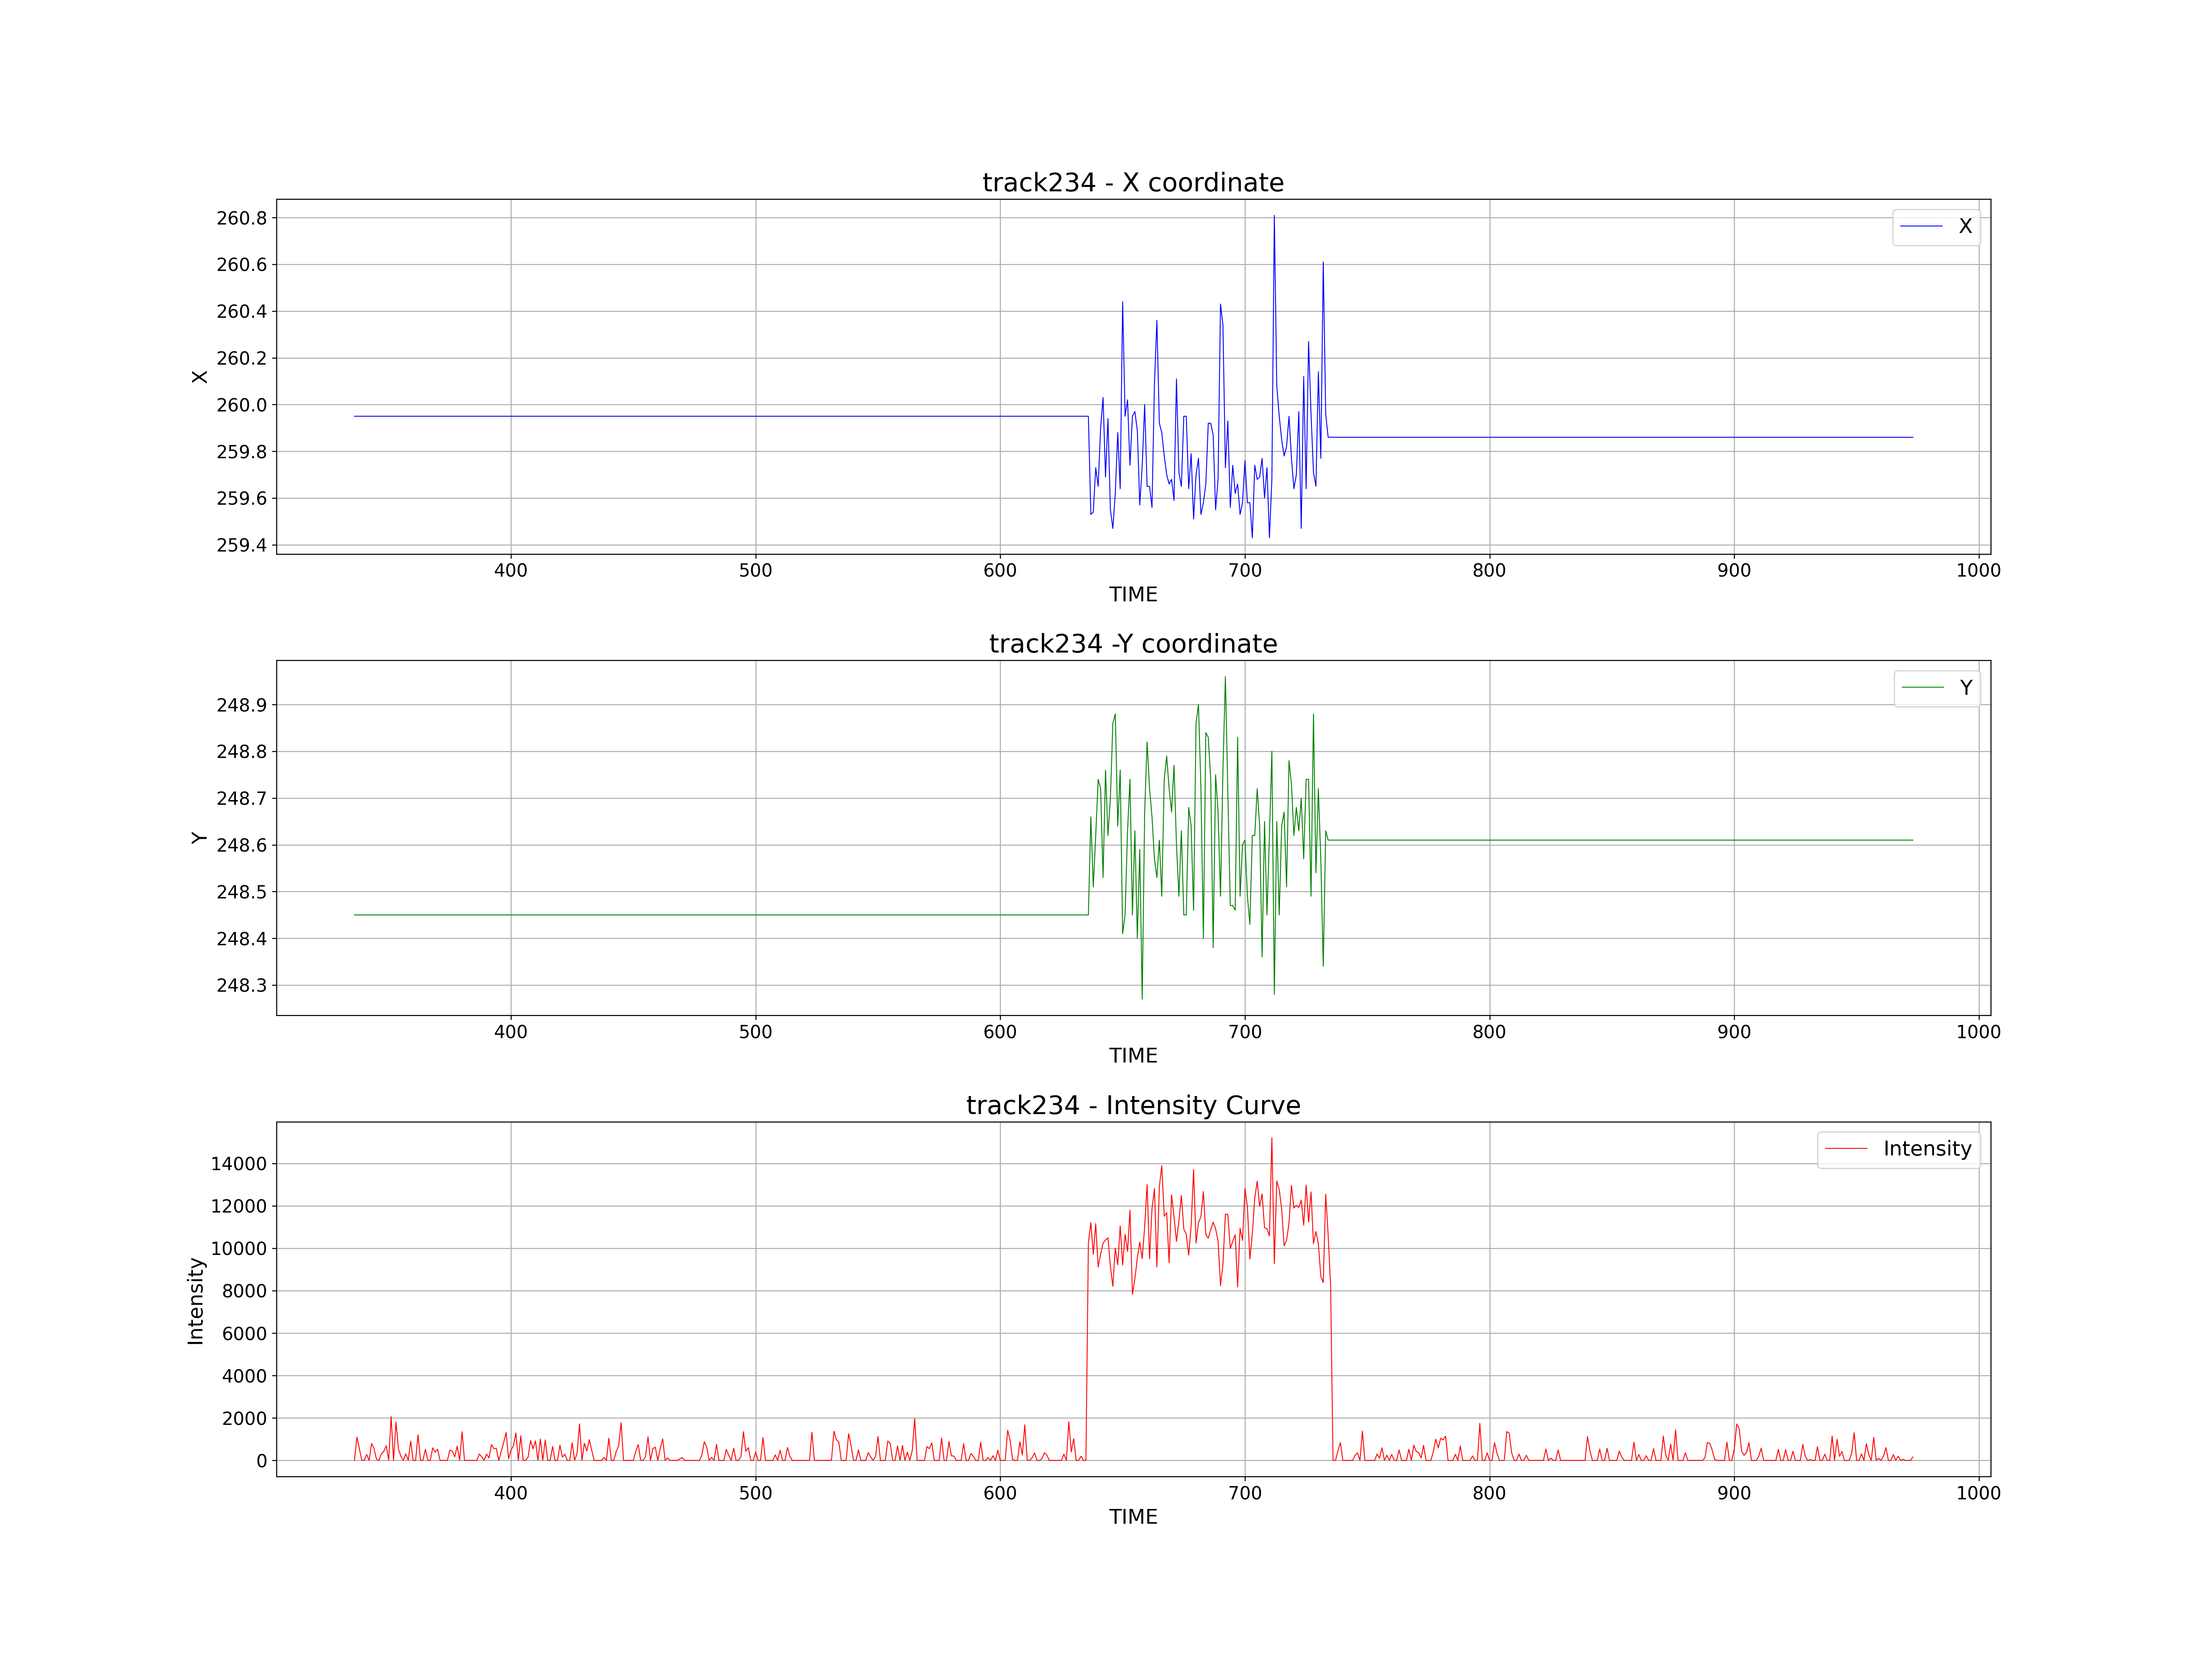 track234 - X coordinate
260.8
260.6
260.4
260.2
260.0
259.8
259.6
259.4
X
X
400 500 600 700 800 900 1000
TIME
track234 -Y coordinate
248.9
248.8
248.7
248.6
248.5
248.4
248.3
Y
Y
400 500 600 700 800 900 1000
TIME
track234 - Intensity Curve
14000
12000
10000
8000
6000
4000
2000
0
Intensity
Intensity
400 500 600 700 800 900 1000
TIME